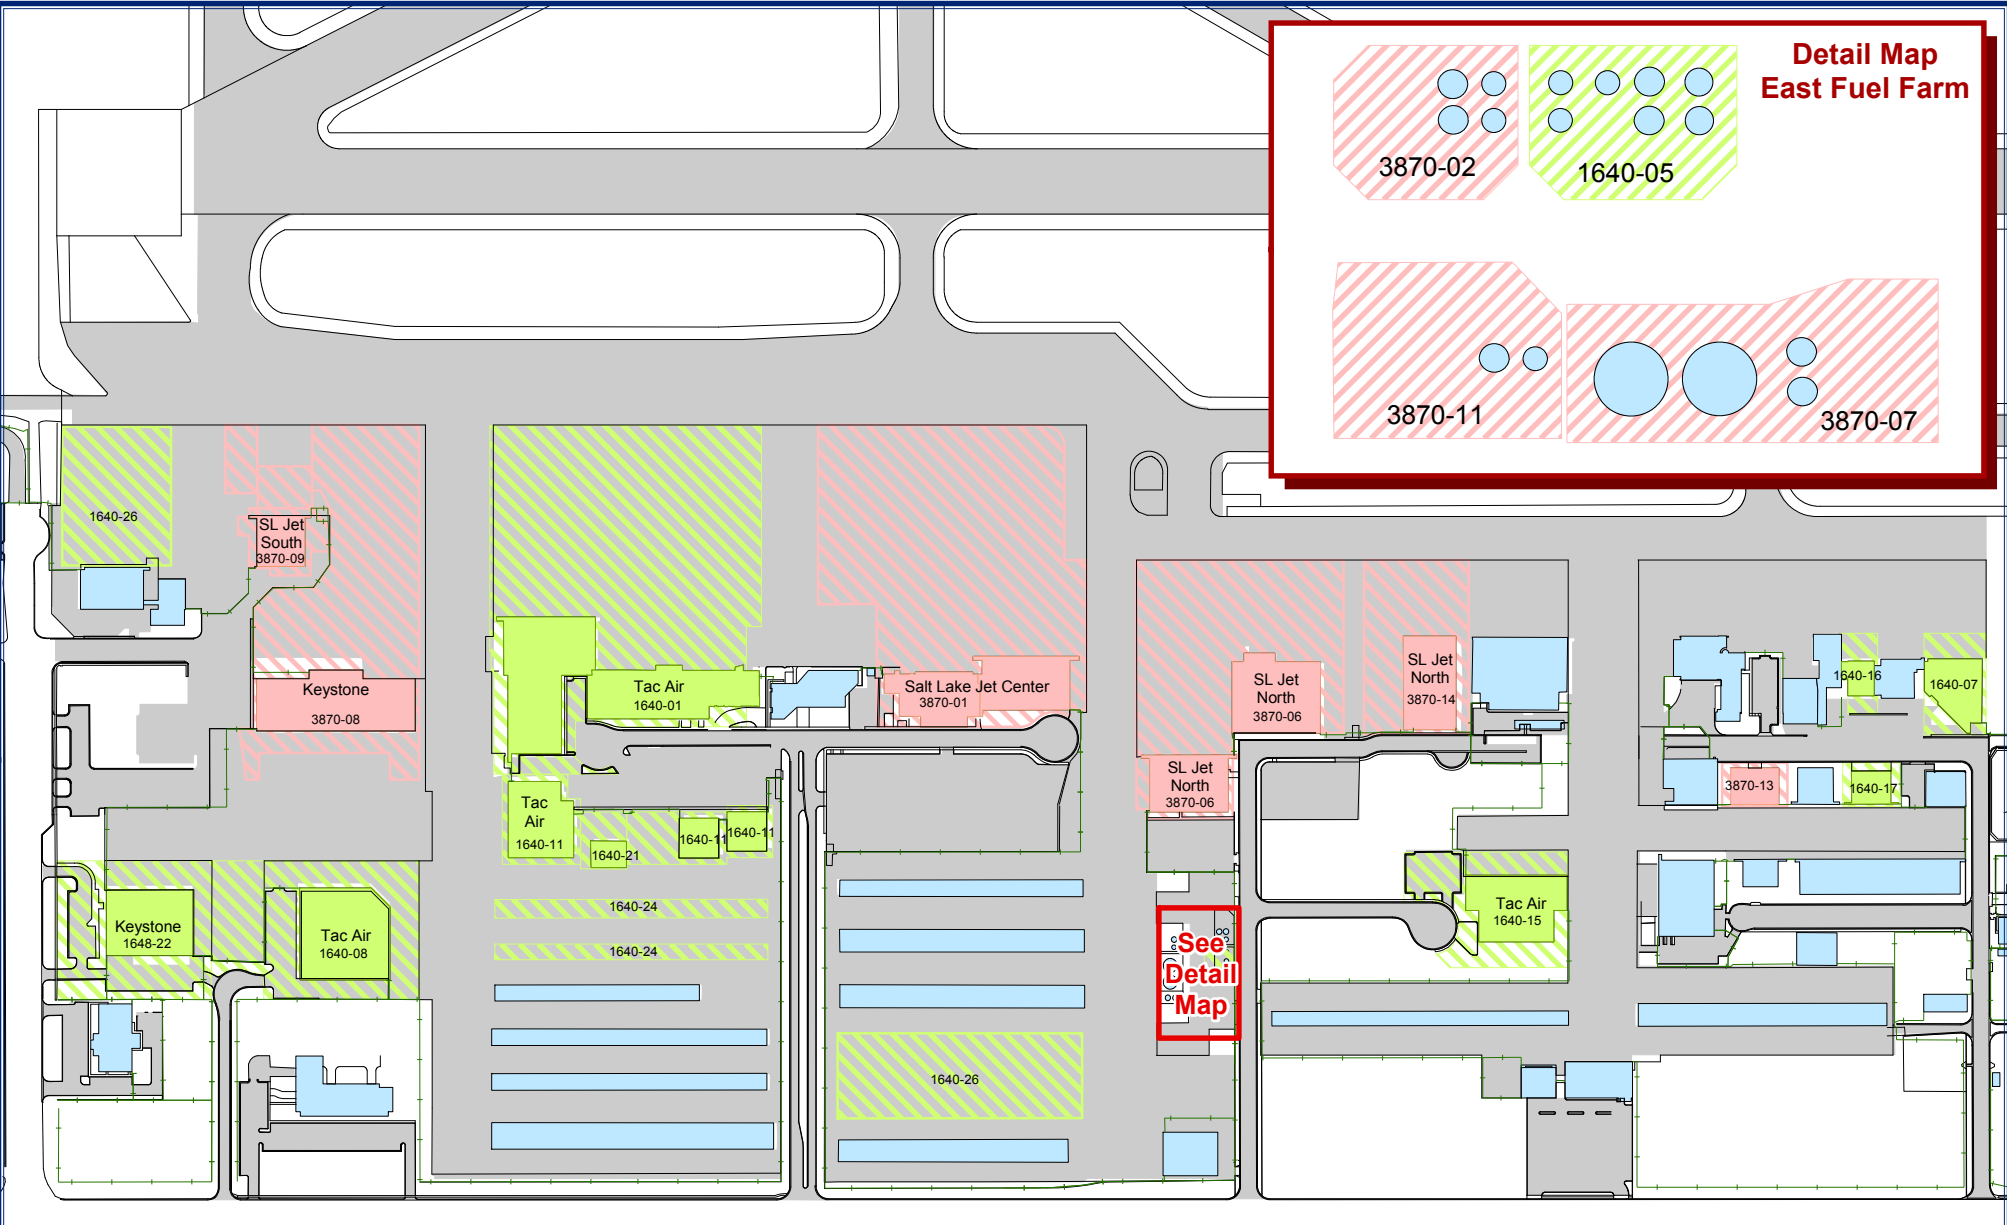 Detail Map
East Fuel Farm
3870-02
1640-05
3870-11
3870-07
1640-26
SL Jet
South
3870-09
Keystone
3870-08
Tac Air
1640-01
Salt Lake Jet Center
3870-01
SL Jet
North
3870-06
SL Jet
North
3870-14
1640-16
1640-07
SL Jet
North
3870-06
3870-13
1640-17
Tac
Air
1640-11
1640-21
1640-11
1640-11
Keystone
1648-22
Tac Air
1640-08
1640-24
1640-24
Tac Air
1640-15
See
Detail
Map
1640-26